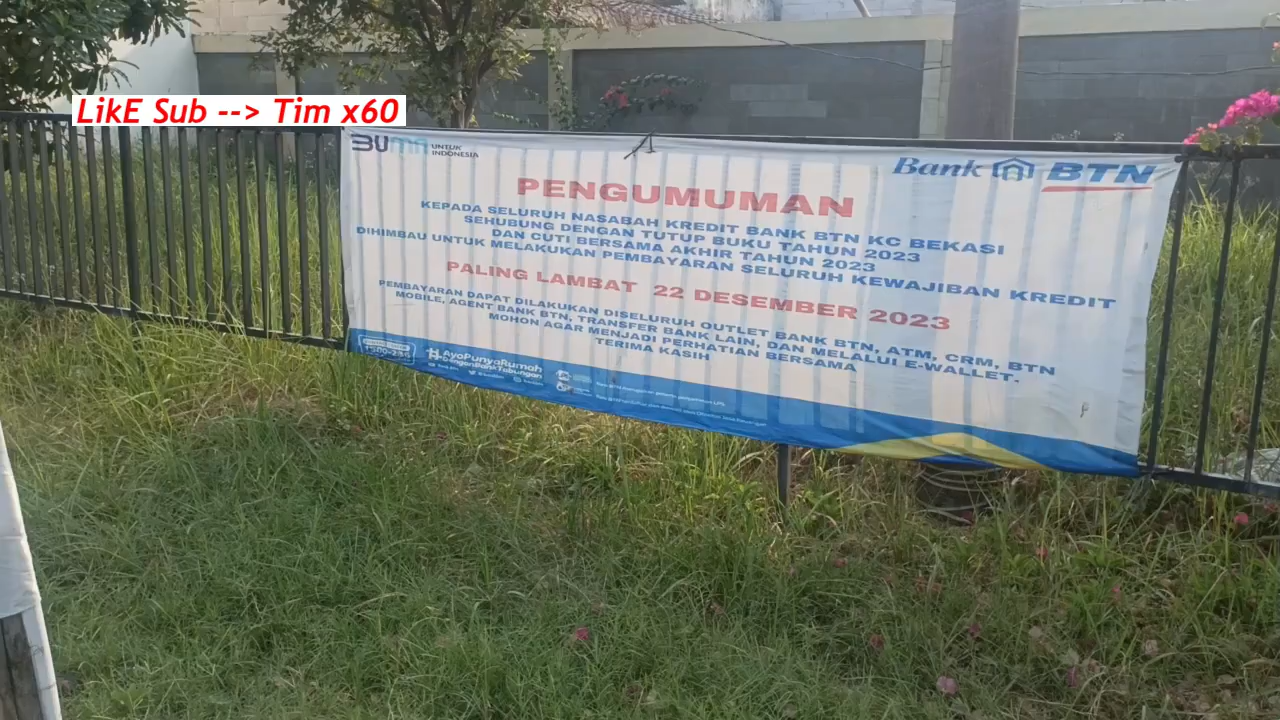 LikE Sub --> Tim x60
BUMN UNTUK
INDONESIA
Bank BTN
PENGUMUMAN
KEPADA SELURUH NASABAH KREDIT BANK BTN KC BEKASI
SEHUBUNG DENGAN TUTUP BUKU TAHUN 2023
DAN CUTI BERSAMA AKHIR TAHUN 2023
DIHIMBAU UNTUK MELAKUKAN PEMBAYARAN SELURUH KEWAJIBAN KREDIT
PALING LAMBAT 22 DESEMBER 2023
PEMBAYARAN DAPAT DILAKUKAN DISELURUH OUTLET BANK BTN, ATM, CRM, BTN
MOBILE, AGENT BANK BTN, TRANSFER BANK LAIN, DAN MELALUI E-WALLET.
MOHON AGAR MENJADI PERHATIAN BERSAMA
TERIMA KASIH
#AyoPunyaRumah
DenganBankTabungan